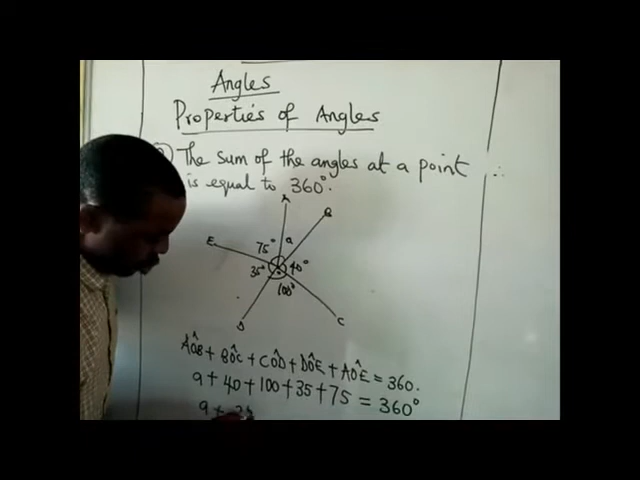 Angles
Properties of Angles
The sum of the angles at a point
is equal to 360°.
A
B
E
75°
a
35°
40°
100°
D
C
AÔB + BÔC + CÔD + DÔE + AÔE = 360.
a + 40 + 100 + 35 + 75 = 360°
a +